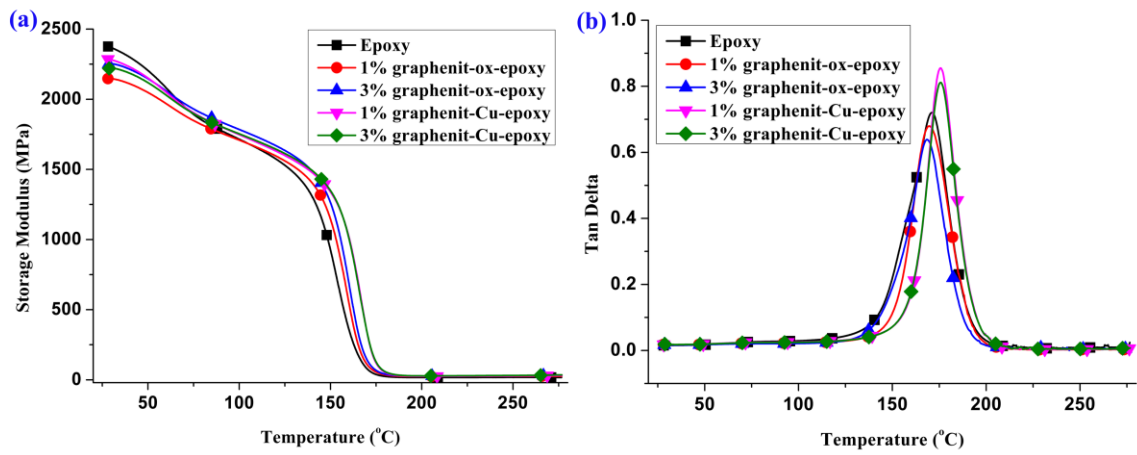 (a)
2500
2000
1500
1000
500
0
Storage Modulus (MPa)
50
100
150
200
250
Temperature (°C)
Epoxy
1% graphenit-ox-epoxy
3% graphenit-ox-epoxy
1% graphenit-Cu-epoxy
3% graphenit-Cu-epoxy
(b)
1.0
0.8
0.6
0.4
0.2
0.0
Tan Delta
50
100
150
200
250
Temperature (°C)
Epoxy
1% graphenit-ox-epoxy
3% graphenit-ox-epoxy
1% graphenit-Cu-epoxy
3% graphenit-Cu-epoxy